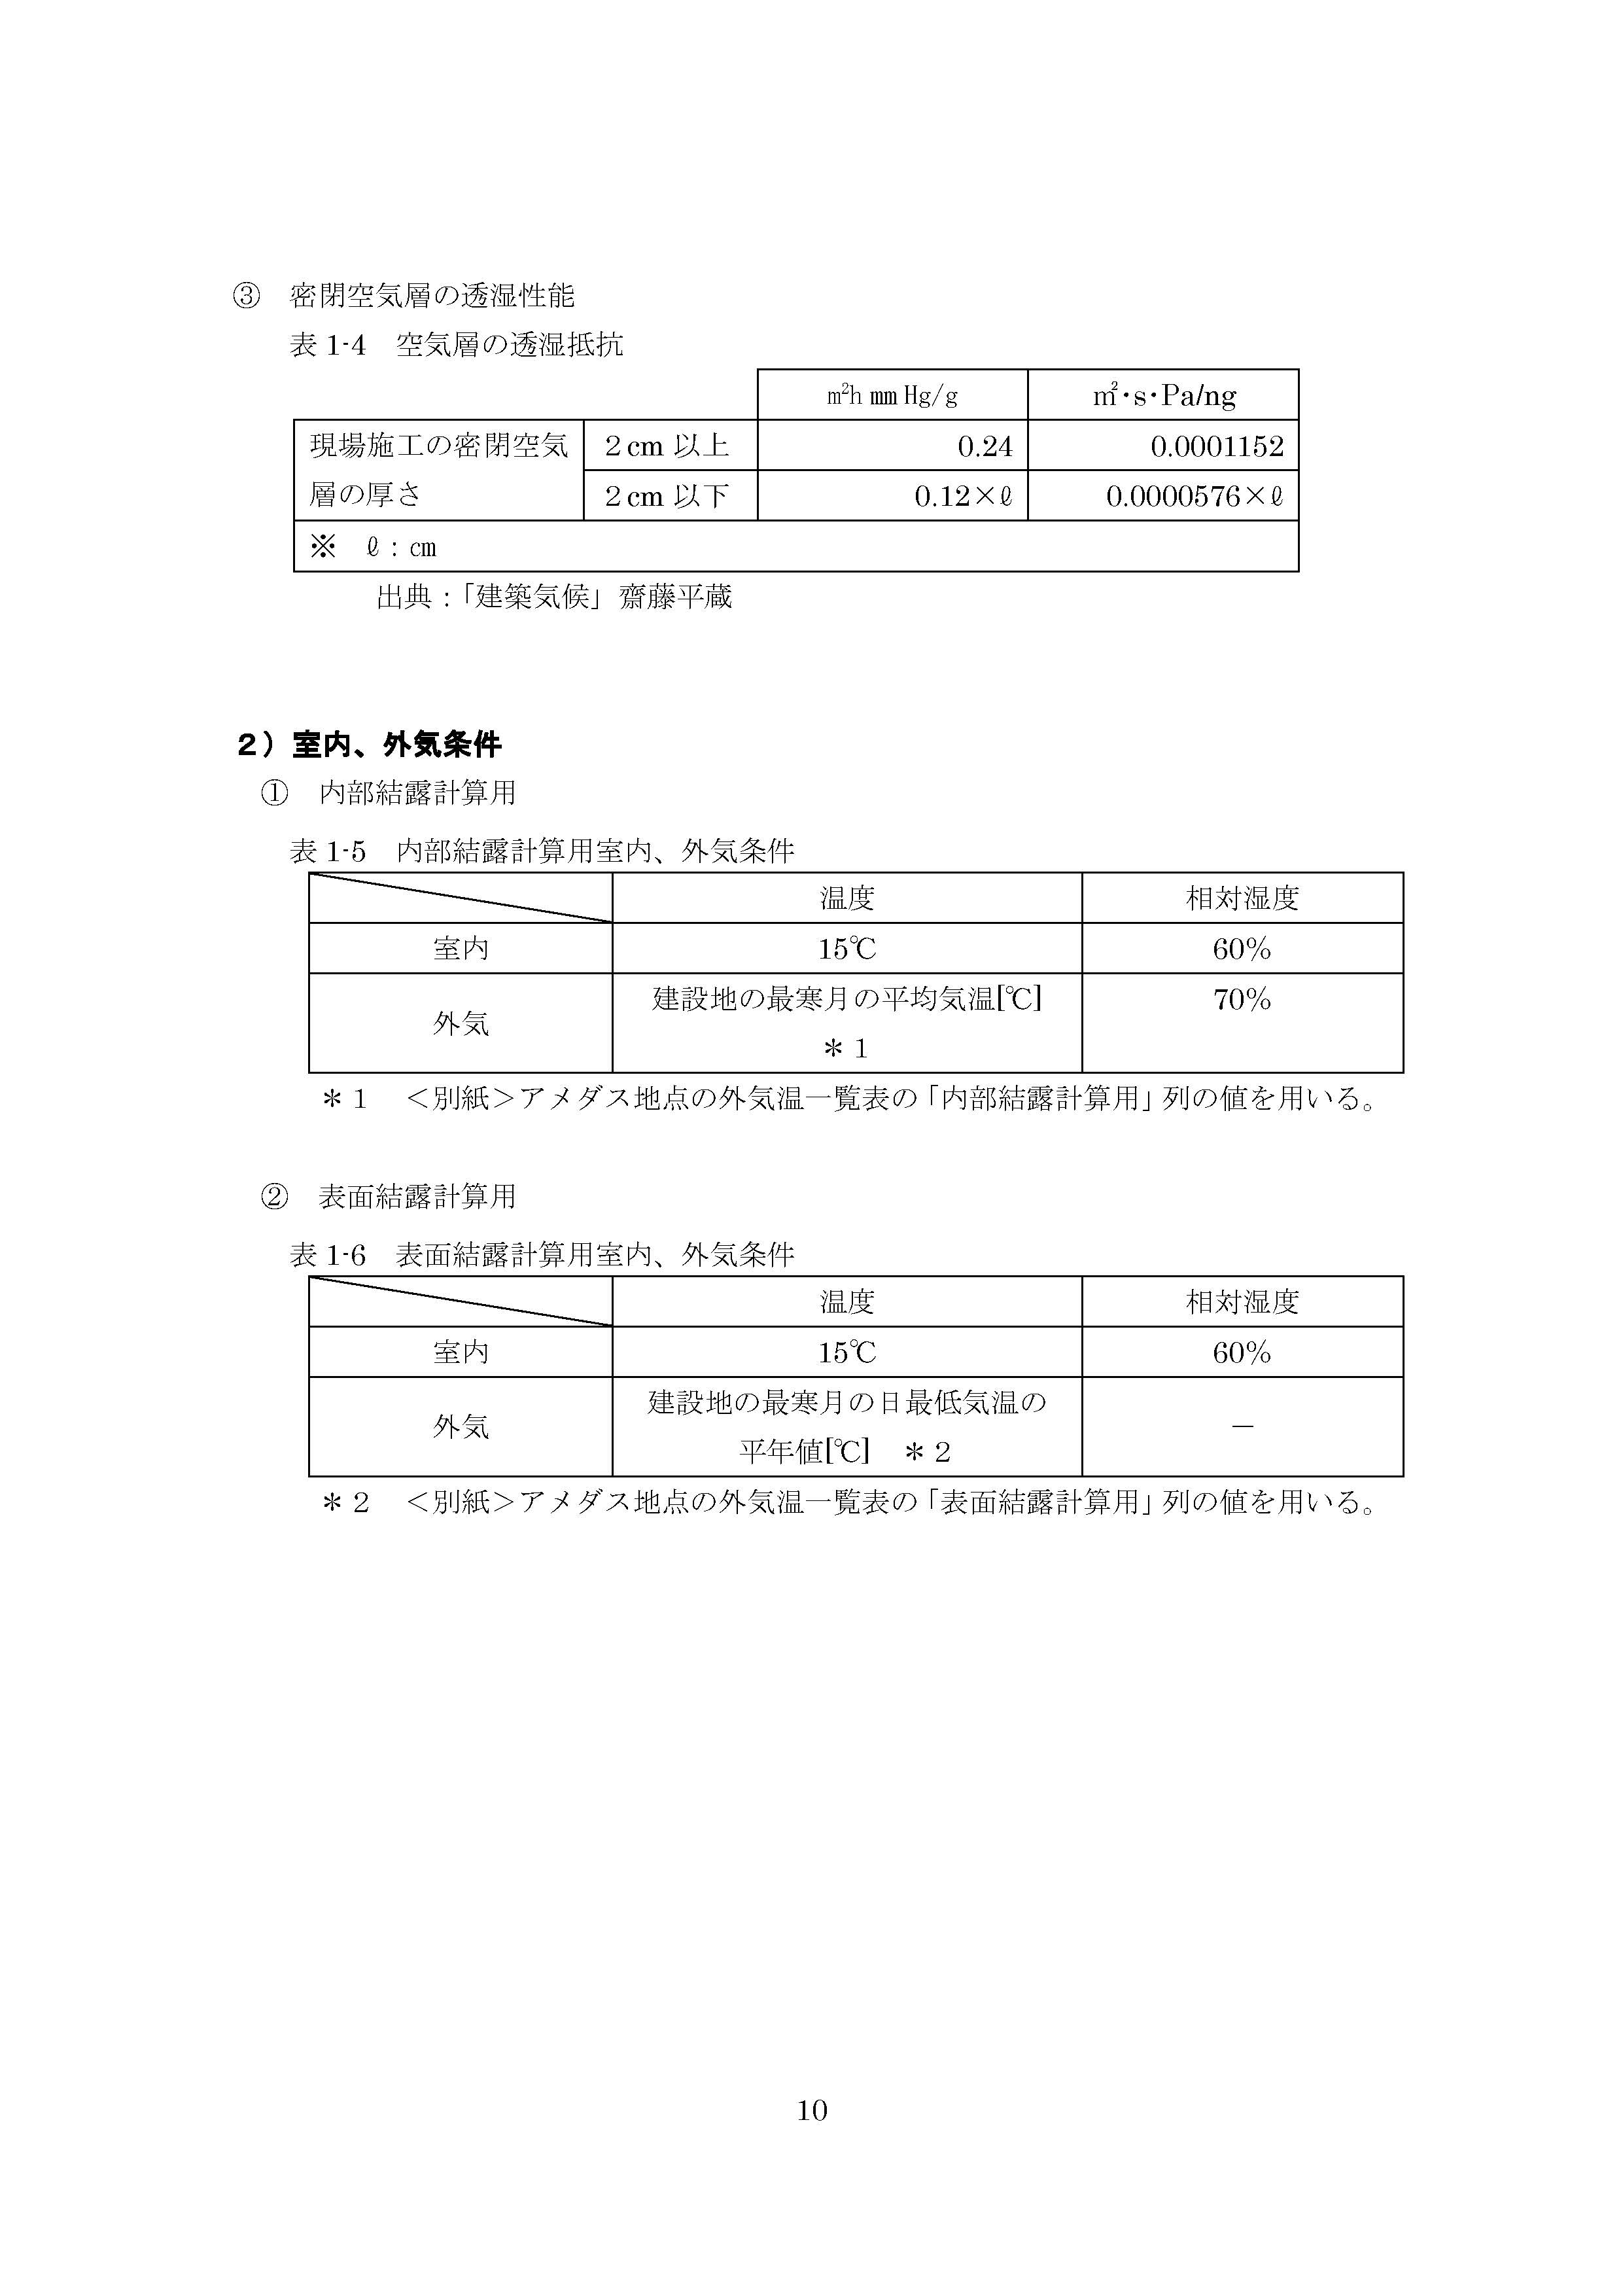 ③　密閉空気層の透湿性能
表 1-4　空気層の透湿抵抗
m²h mm Hg/g　㎡・s・Pa/ng
現場施工の密閉空気　２cm 以上　0.24　0.0001152
層の厚さ　２cm 以下　0.12×ℓ　0.0000576×ℓ
※　ℓ：cm
出典：「建築気候」齋藤平蔵
２）室内、外気条件
①　内部結露計算用
表 1-5　内部結露計算用室内、外気条件
温度　相対湿度
室内　15℃　60%
建設地の最寒月の平均気温[℃]　70%
外気
＊１
＊１　＜別紙＞アメダス地点の外気温一覧表の「内部結露計算用」列の値を用いる。
②　表面結露計算用
表 1-6　表面結露計算用室内、外気条件
温度　相対湿度
室内　15℃　60%
建設地の最寒月の日最低気温の
外気　－
平年値[℃]　＊２
＊２　＜別紙＞アメダス地点の外気温一覧表の「表面結露計算用」列の値を用いる。
10